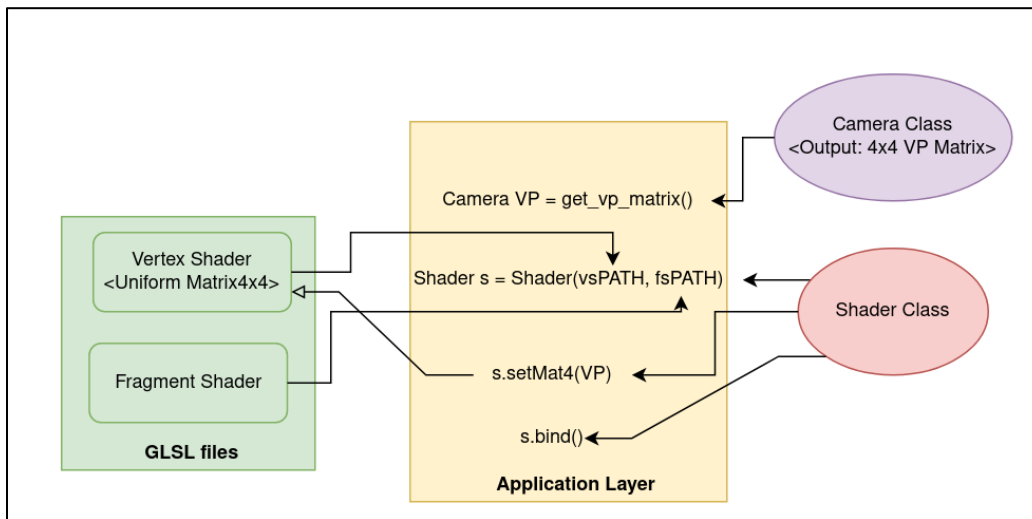 Camera Class
<Output: 4x4 VP Matrix>
Camera VP = get_vp_matrix()
Vertex Shader
<Uniform Matrix4x4>
Shader s = Shader(vsPATH, fsPATH)
Shader Class
Fragment Shader
s.setMat4(VP)
s.bind()
GLSL files
Application Layer